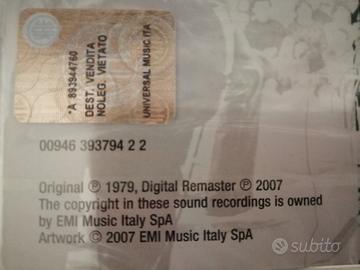 *A 893944760
DEST. VENDITA
NOLEG. VIETATO
UNIVERSAL MUSIC ITA
00946 393794 2 2
Original ℗ 1979, Digital Remaster ℗ 2007
The copyright in these sound recordings is owned
by EMI Music Italy SpA
Artwork © 2007 EMI Music Italy SpA
subito